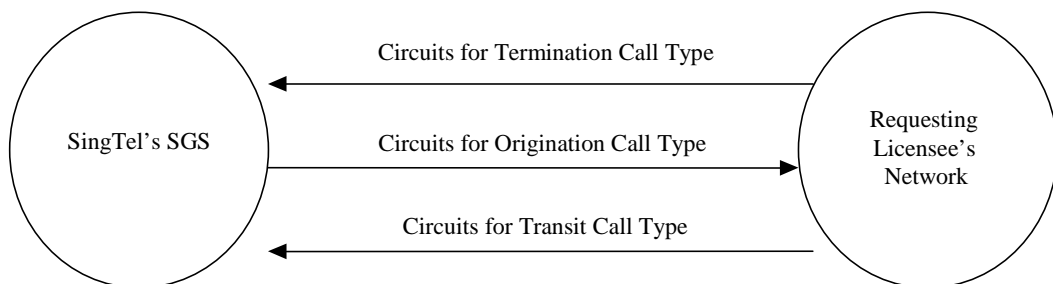 Circuits for Termination Call Type
SingTel’s SGS
Circuits for Origination Call Type
Requesting
Licensee’s
Network
Circuits for Transit Call Type